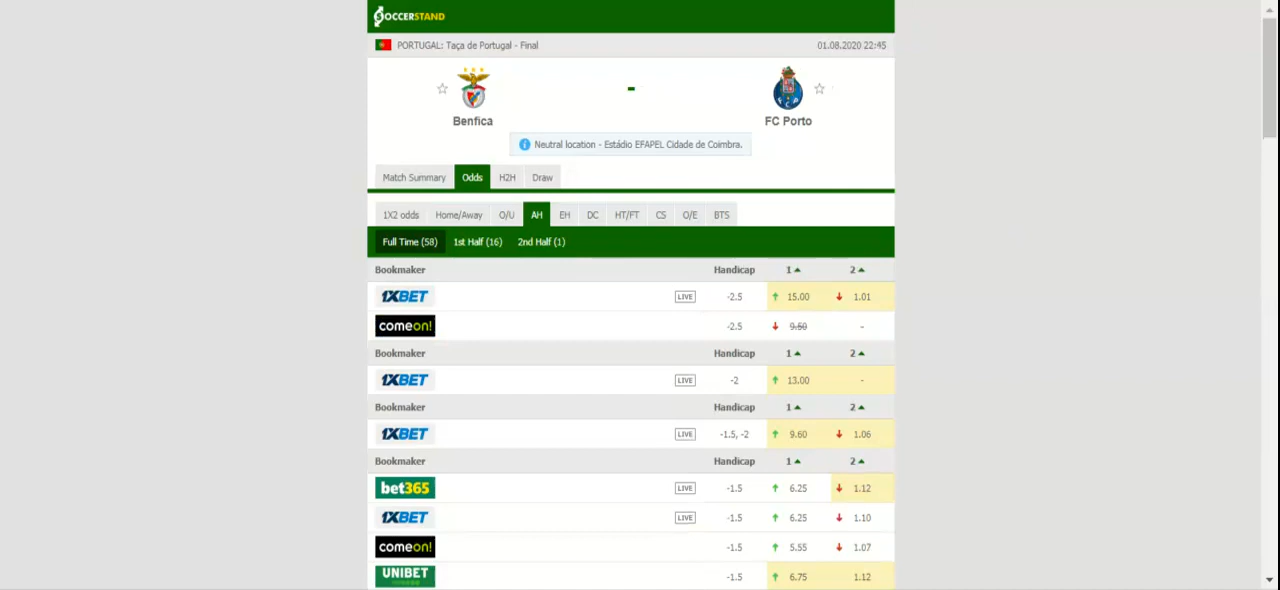 SOCCERSTAND
PORTUGAL: Taça de Portugal - Final 01.08.2020 22:45
-
Benfica FC Porto
Neutral location - Estádio EFAPEL Cidade de Coimbra.
Match Summary Odds H2H Draw
1X2 odds Home/Away O/U AH EH DC HT/FT CS O/E BTS
Full Time (58) 1st Half (16) 2nd Half (1)
Bookmaker Handicap 1 2
1XBET LIVE -2.5 15.00 1.01
comeon! -2.5 9.50 -
Bookmaker Handicap 1 2
1XBET LIVE -2 13.00 -
Bookmaker Handicap 1 2
1XBET LIVE -1.5, -2 9.60 1.06
Bookmaker Handicap 1 2
bet365 LIVE -1.5 6.25 1.12
1XBET LIVE -1.5 6.25 1.10
comeon! -1.5 5.55 1.07
UNIBET -1.5 6.75 1.12